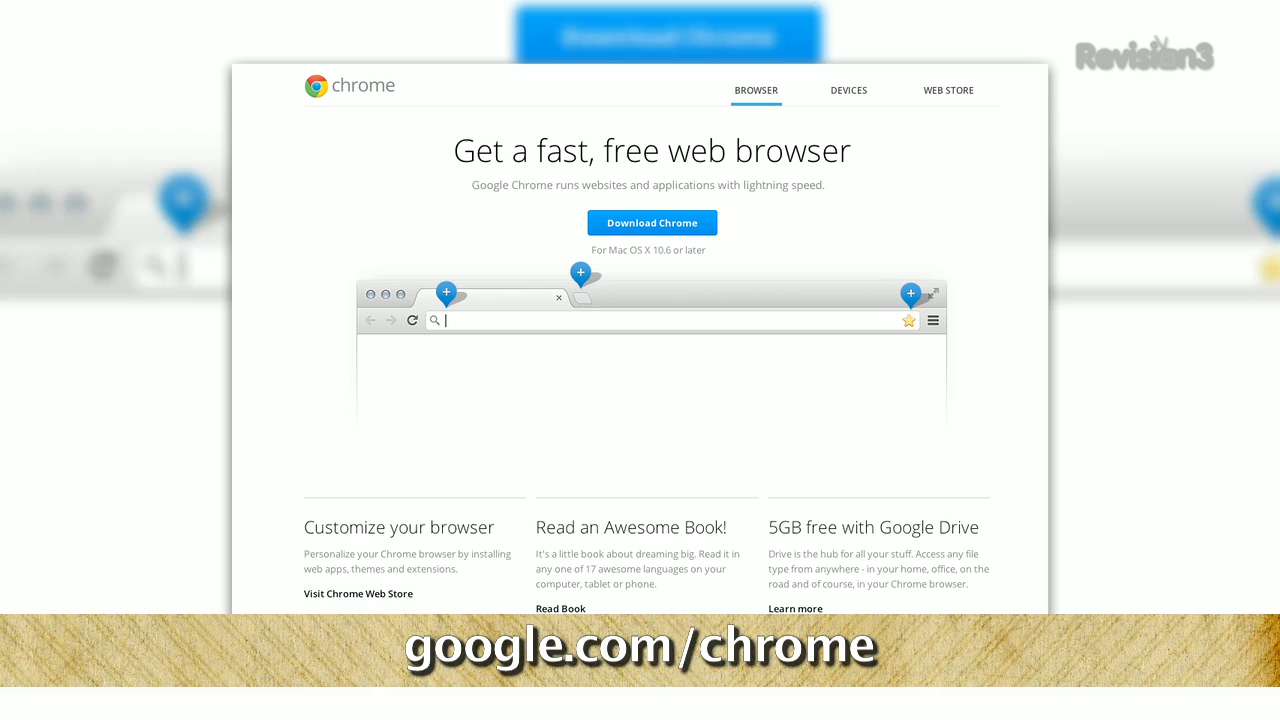 Download Chrome
Revision3
chrome
BROWSER DEVICES WEB STORE
Get a fast, free web browser
Google Chrome runs websites and applications with lightning speed.
Download Chrome
For Mac OS X 10.6 or later
Customize your browser
Personalize your Chrome browser by installing
web apps, themes and extensions.
Visit Chrome Web Store
Read an Awesome Book!
It's a little book about dreaming big. Read it in
any one of 17 awesome languages on your
computer, tablet or phone.
Read Book
5GB free with Google Drive
Drive is the hub for all your stuff. Access any file
type from anywhere - in your home, office, on the
road and of course, in your Chrome browser.
Learn more
google.com/chrome